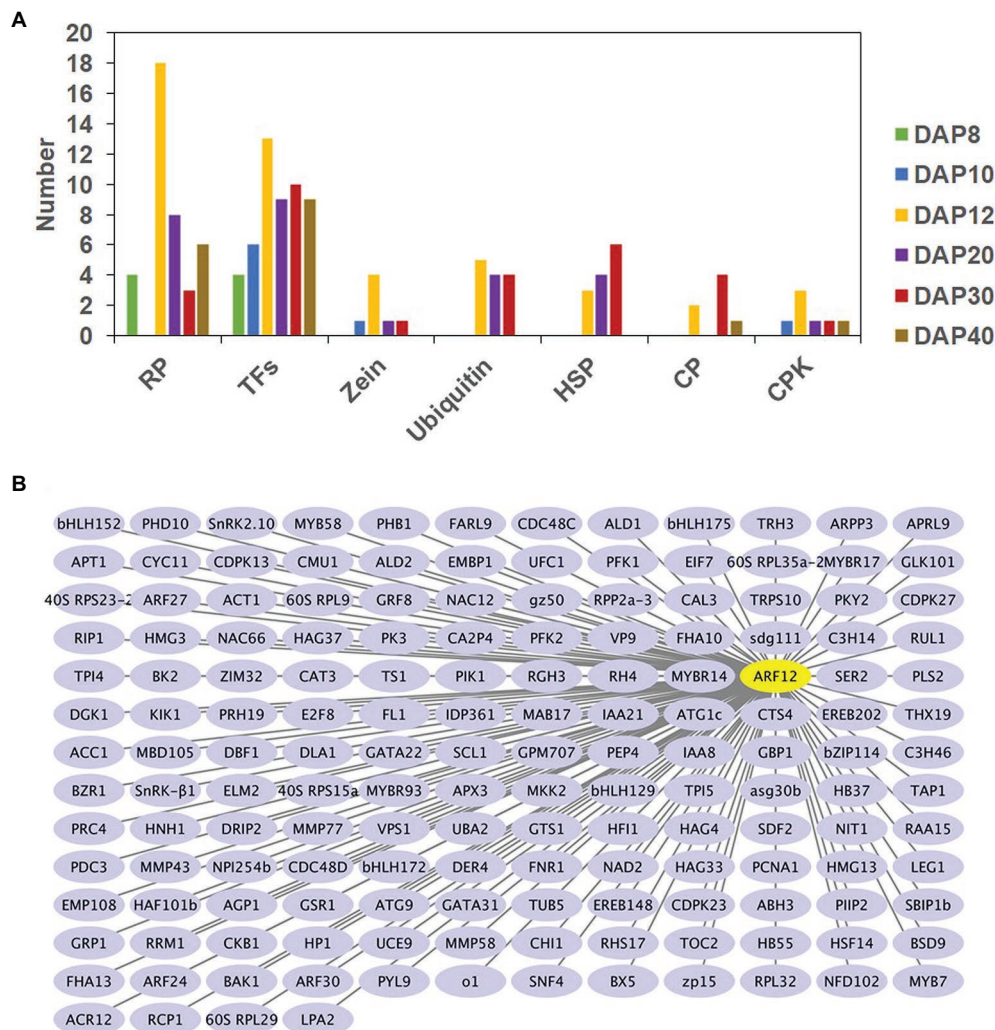 A
20
18
16
14
12
10
8
6
4
2
0
Number
RP
TFs
Zein
Ubiquitin
HSP
CP
CPK
DAP8
DAP10
DAP12
DAP20
DAP30
DAP40
B
bHLH152 PHD10 SnRK2.10 MYB58 PHB1 FARL9 CDC48C ALD1 bHLH175 TRH3 ARPP3 APRL9
APT1 CYC11 CDPK13 CMU1 ALD2 EMBP1 UFC1 PFK1 EIF7 60S RPL35a-2 MYBR17 GLK101
40S RPS23-2 ARF27 ACT1 60S RPL9 GRF8 NAC12 gz50 RPP2a-3 CAL3 TRPS10 PKY2 CDPK27
RIP1 HMG3 NAC66 HAG37 PK3 CA2P4 PFK2 VP9 FHA10 sdg111 C3H14 RUL1
TPI4 BK2 ZIM32 CAT3 TS1 PIK1 RGH3 RH4 MYBR14 ARF12 SER2 PLS2
DGK1 KIK1 PRH19 E2F8 FL1 IDP361 MAB17 IAA21 ATG1c CTS4 EREB202 THX19
ACC1 MBD105 DBF1 DLA1 GATA22 SCL1 GPM707 PEP4 IAA8 GBP1 bZIP114 C3H46
BZR1 SnRK-β1 ELM2 40S RPS15a MYBR93 APX3 MKK2 bHLH129 TPI5 asg30b HB37 TAP1
PRC4 HNH1 DRIP2 MMP77 VPS1 UBA2 GTS1 HFI1 HAG4 SDF2 NIT1 RAA15
PDC3 MMP43 NPI254b CDC48D bHLH172 DER4 FNR1 NAD2 HAG33 PCNA1 HMG13 LEG1
EMP108 HAF101b AGP1 GSR1 ATG9 GATA31 TUB5 EREB148 CDPK23 ABH3 PIIP2 SBIP1b
GRP1 RRM1 CKB1 HP1 UCE9 MMP58 CHI1 RHS17 TOC2 HB55 HSF14 BSD9
FHA13 ARF24 BAK1 ARF30 PYL9 o1 SNF4 BX5 zp15 RPL32 NFD102 MYB7
ACR12 RCP1 60S RPL29 LPA2